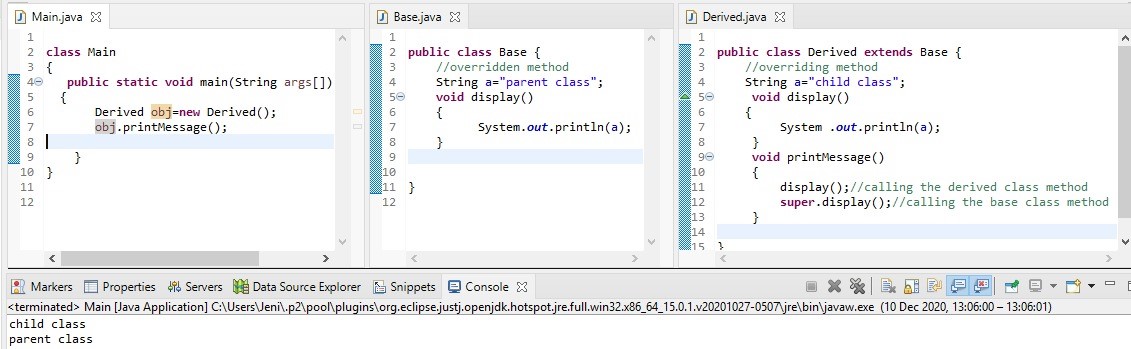 Main.java
1
2 class Main
3 {
4 public static void main(String args[])
5 {
6 Derived obj=new Derived();
7 obj.printMessage();
8
9 }
10 }
11
12
Base.java
1
2 public class Base {
3 //overridden method
4 String a="parent class";
5 void display()
6 {
7 System.out.println(a);
8 }
9
10
11 }
12
Derived.java
1
2 public class Derived extends Base {
3 //overriding method
4 String a="child class";
5 void display()
6 {
7 System .out.println(a);
8 }
9 void printMessage()
10 {
11 display();//calling the derived class method
12 super.display();//calling the base class method
13 }
14
15 }
Markers Properties Servers Data Source Explorer Snippets Console
<terminated> Main [Java Application] C:\Users\Jeni\.p2\pool\plugins\org.eclipse.justj.openjdk.hotspot.jre.full.win32.x86_64_15.0.1.v20201027-0507\jre\bin\javaw.exe (10 Dec 2020, 13:06:00 – 13:06:01)
child class
parent class